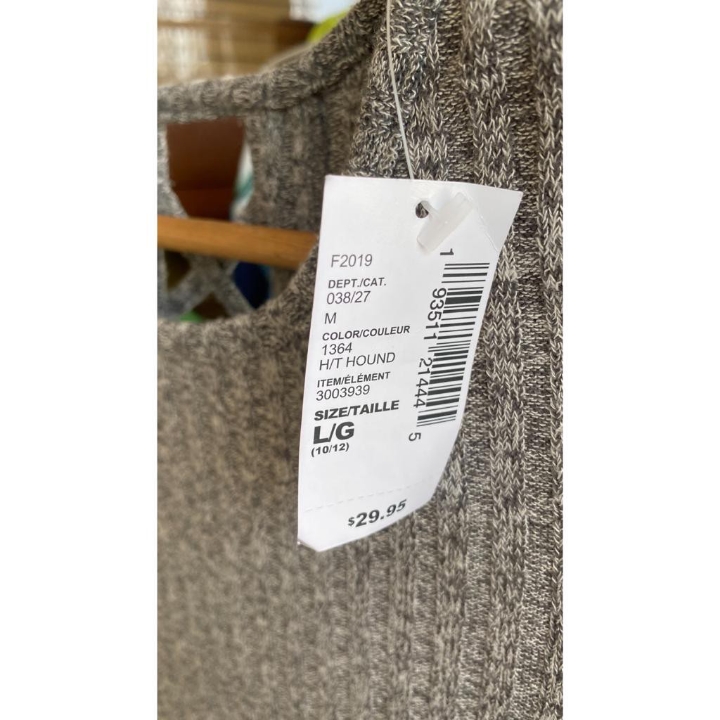 F2019
DEPT./CAT.
038/27
M
COLOR/COULEUR
1364
H/T HOUND
ITEM/ÉLÉMENT
3003939
SIZE/TAILLE
L/G
(10/12)
$29.95
1 93511 21444 5